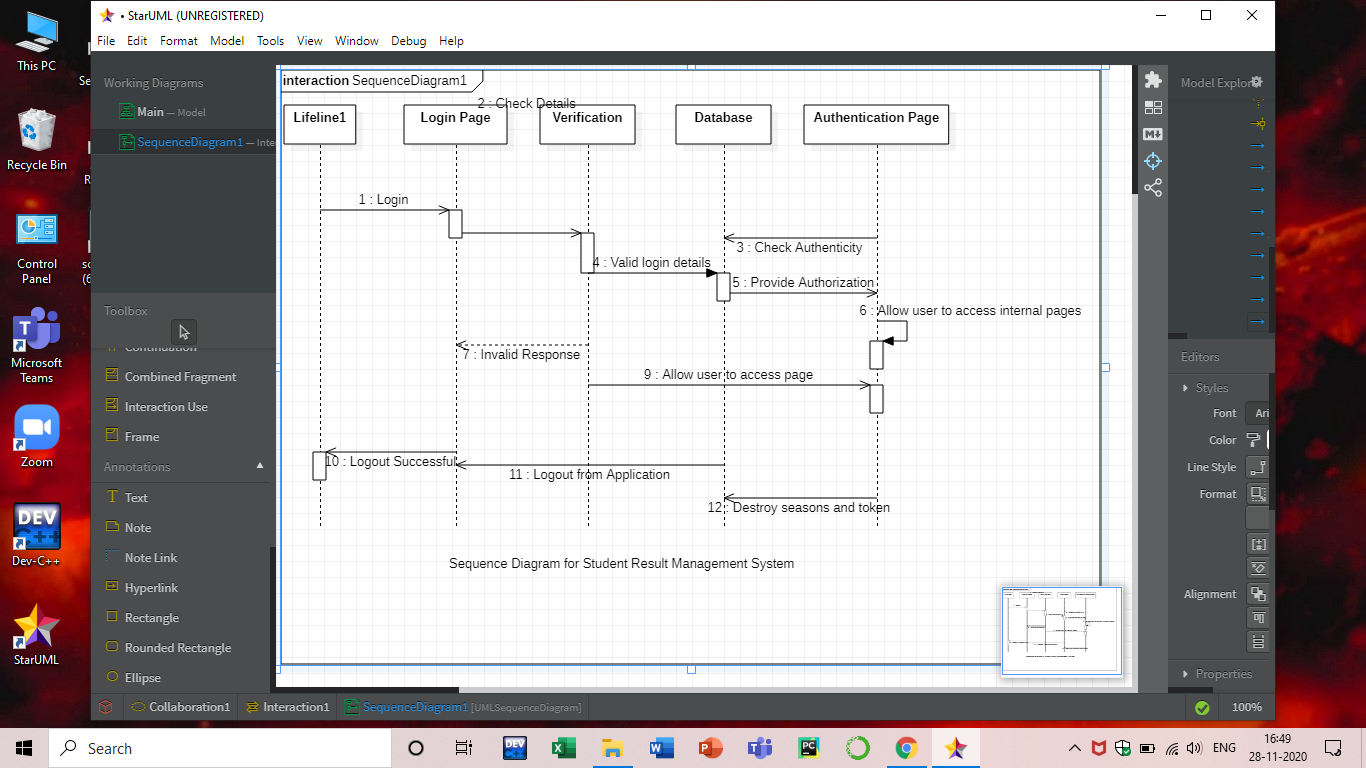 • StarUML (UNREGISTERED)
File Edit Format Model Tools View Window Debug Help
This PC
Recycle Bin
Control
Panel
Microsoft
Teams
Zoom
Dev-C++
StarUML
Working Diagrams
Main — Model
SequenceDiagram1 — Inte
Toolbox
Combined Fragment
Interaction Use
Frame
Annotations
Text
Note
Note Link
Hyperlink
Rectangle
Rounded Rectangle
Ellipse
interaction SequenceDiagram1
2 : Check Details
Lifeline1
Login Page
Verification
Database
Authentication Page
1 : Login
3 : Check Authenticity
4 : Valid login details
5 : Provide Authorization
6 : Allow user to access internal pages
7 : Invalid Response
9 : Allow user to access page
10 : Logout Successful
11 : Logout from Application
12 : Destroy seasons and token
Sequence Diagram for Student Result Management System
Model Explor
Editors
Styles
Font Ari
Color
Line Style
Format
Alignment
Properties
Collaboration1
Interaction1
SequenceDiagram1 [UMLSequenceDiagram]
100%
Search
ENG
16:49
28-11-2020